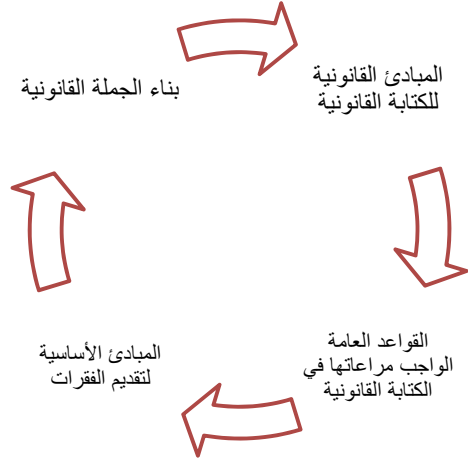 المبادئ القانونية
للكتابة القانونية
بناء الجملة القانونية
القواعد العامة
الواجب مراعاتها في
الكتابة القانونية
المبادئ الأساسية
لتقديم الفقرات